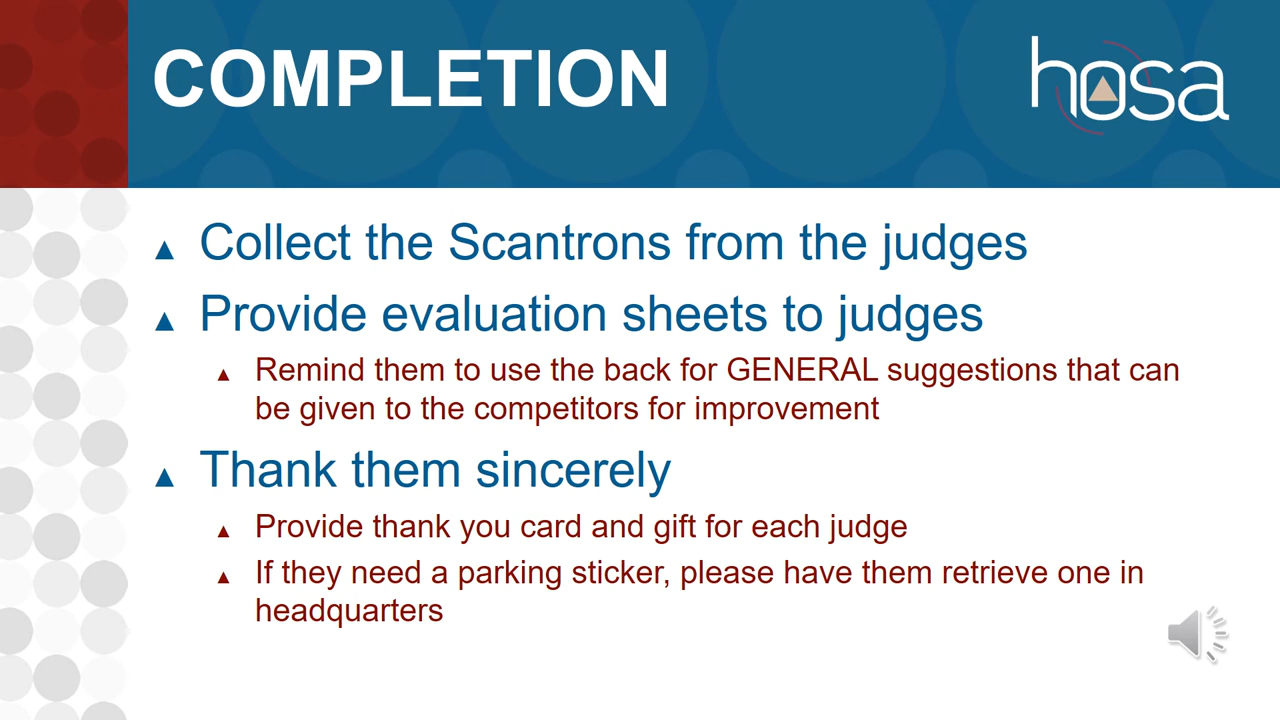 COMPLETION
hosa
Collect the Scantrons from the judges
Provide evaluation sheets to judges
Remind them to use the back for GENERAL suggestions that can
be given to the competitors for improvement
Thank them sincerely
Provide thank you card and gift for each judge
If they need a parking sticker, please have them retrieve one in
headquarters